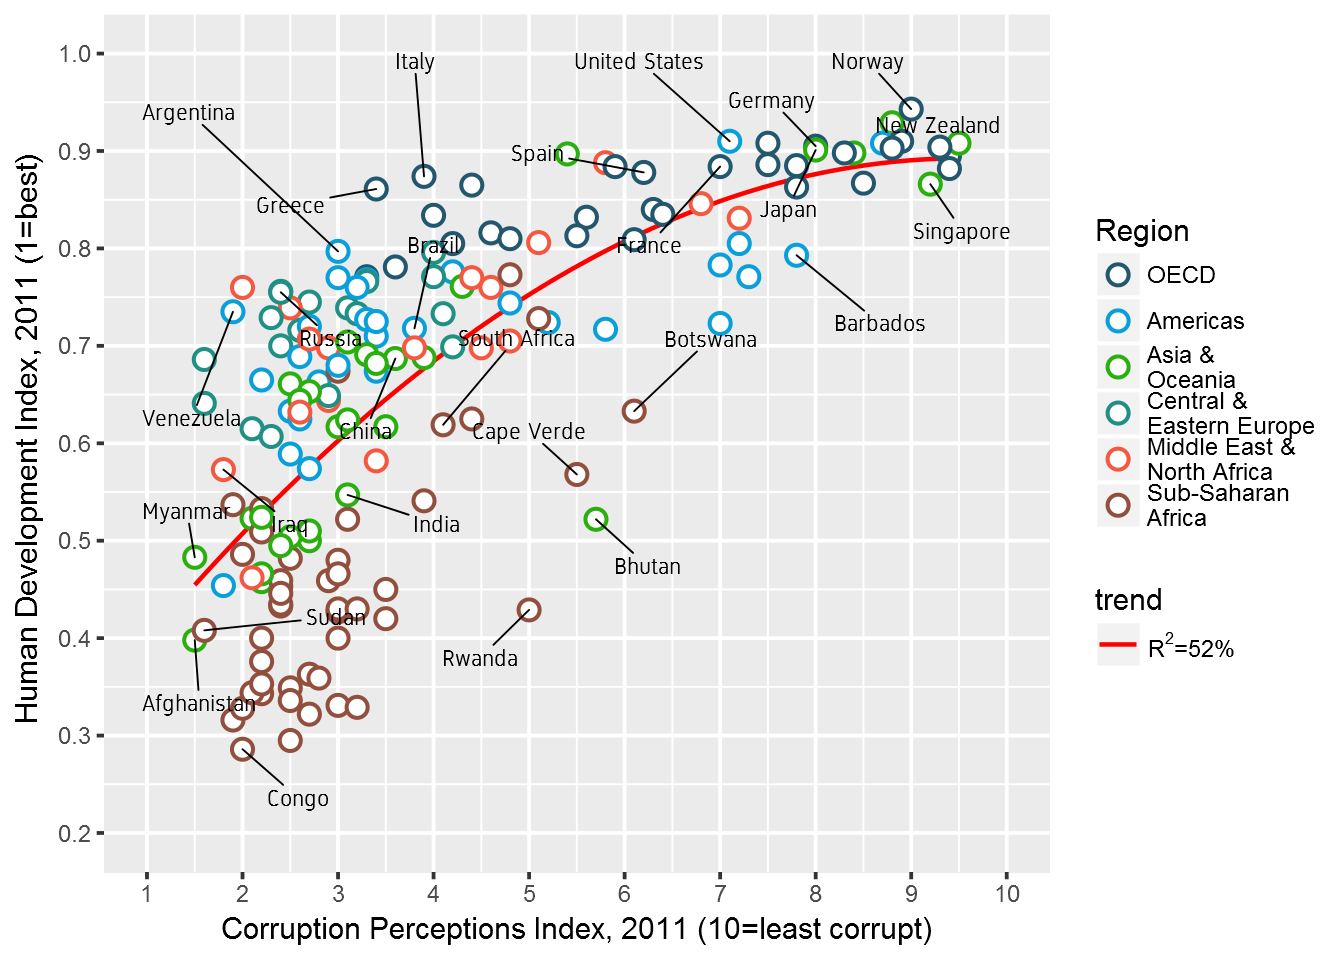 1.0
0.9
0.8
0.7
0.6
0.5
0.4
0.3
0.2
Human Development Index, 2011 (1=best)
Italy
United States
Norway
Argentina
Germany
New Zealand
Spain
Greece
Japan
Singapore
Brazil
France
Barbados
Russia
South Africa
Botswana
Venezuela
China
Cape Verde
Myanmar
Iraq
India
Bhutan
Sudan
Rwanda
Afghanistan
Congo
1 2 3 4 5 6 7 8 9 10
Corruption Perceptions Index, 2011 (10=least corrupt)
Region
OECD
Americas
Asia &
Oceania
Central &
Eastern Europe
Middle East &
North Africa
Sub-Saharan
Africa
trend
R²=52%